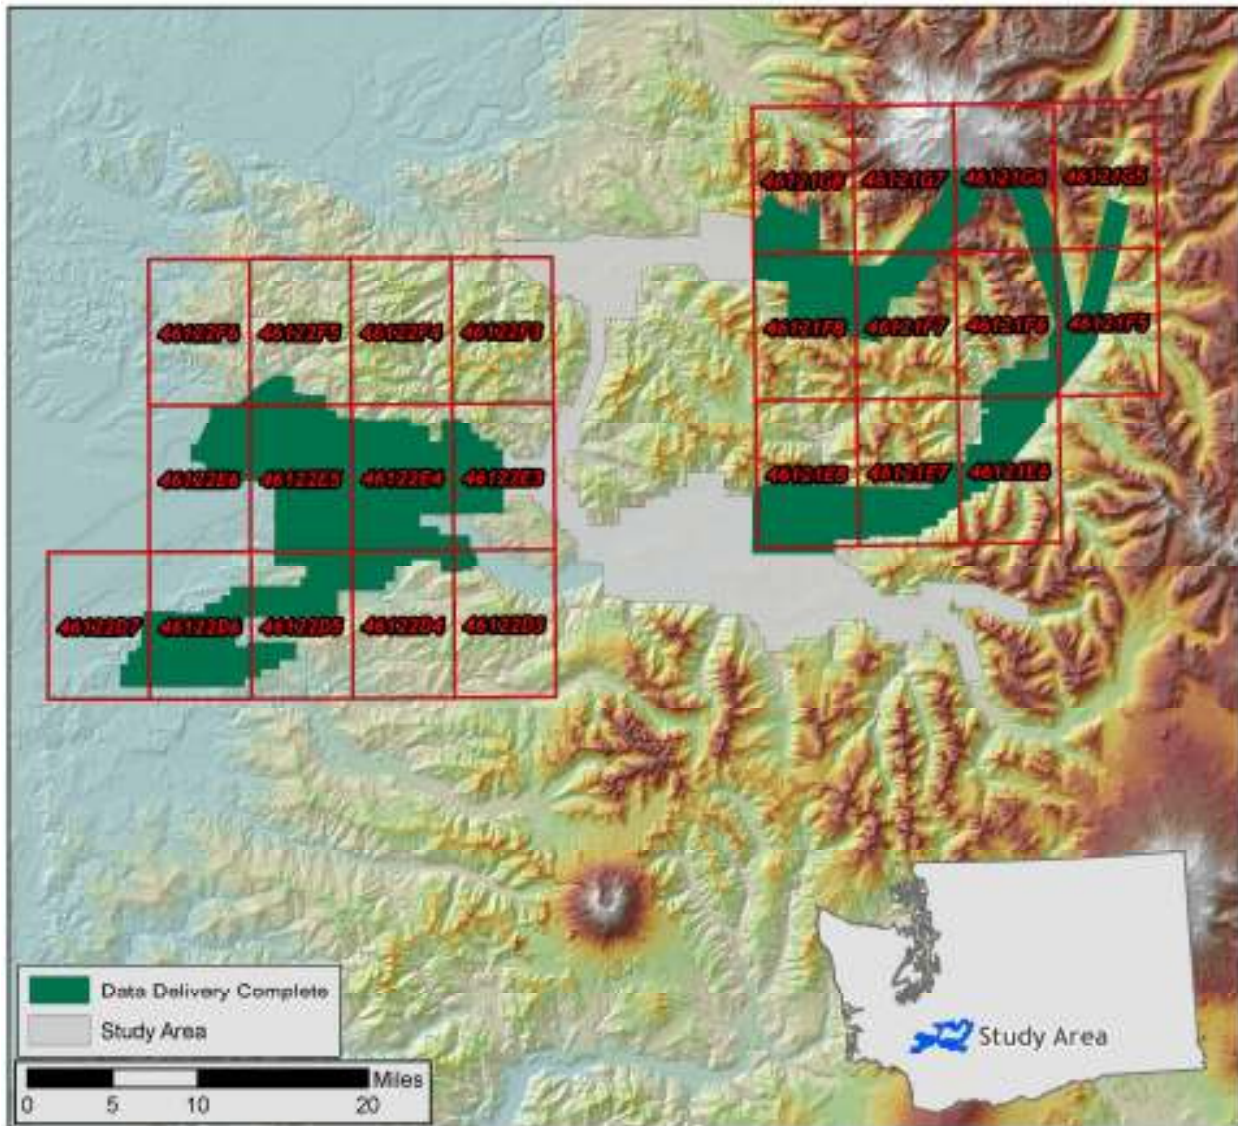 46121G8 46121G7 46121G6 46121G5
46122F6 46122F5 46122F4 46122F3
46121F8 46121F7 46121F6 46121F5
46122E6 46122E5 46122E4 46122E3
46121E8 46121E7 46121E6
46122D7 46122D6 46122D5 46122D4 46122D3
Data Delivery Complete
Study Area
Study Area
Miles
0 5 10 20